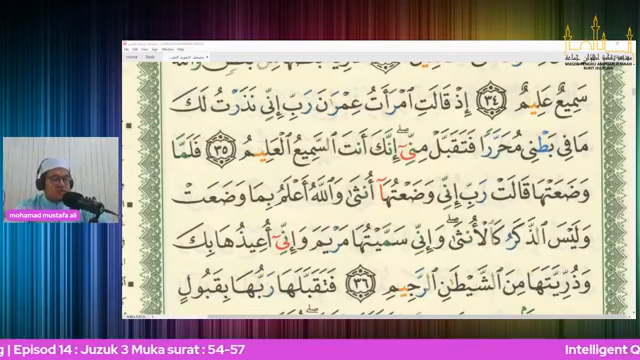 سَمِيعٌ عَلِيمٌ ٣٤ إِذْ قَالَتِ امْرَأَتُ عِمْرَٰنَ رَبِّ إِنِّي نَذَرْتُ لَكَ
مَا فِي بَطْنِي مُحَرَّرًا فَتَقَبَّلْ مِنِّيٓ ۖ إِنَّكَ أَنتَ السَّمِيعُ الْعَلِيمُ ٣٥ فَلَمَّا
وَضَعَتْهَا قَالَتْ رَبِّ إِنِّي وَضَعْتُهَآ أُنثَىٰ وَاللَّهُ أَعْلَمُ بِمَا وَضَعَتْ
وَلَيْسَ الذَّكَرُ كَالْأُنثَىٰ ۖ وَإِنِّي سَمَّيْتُهَا مَرْيَمَ وَإِنِّيٓ أُعِيذُهَا بِكَ
وَذُرِّيَّتَهَا مِنَ الشَّيْطَٰنِ الرَّجِيمِ ٣٦ فَتَقَبَّلَهَا رَبُّهَا بِقَبُولٍ
mohamad mustafa ali
| Episod 14 : Juzuk 3 Muka surat : 54-57
Intelligent Q